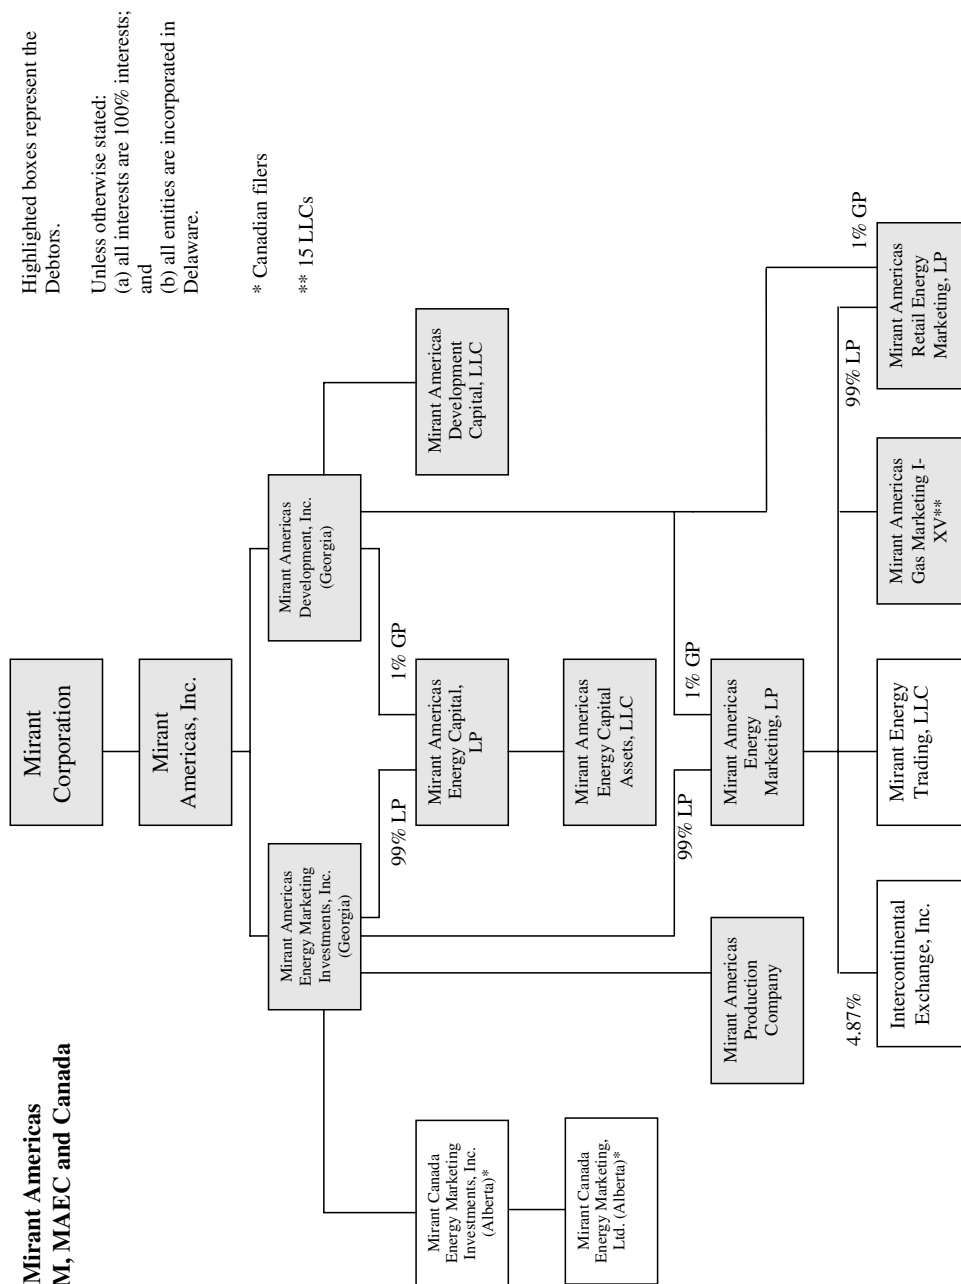 Mirant Americas
M, MAEC and Canada
Highlighted boxes represent the
Debtors.
Unless otherwise stated:
(a) all interests are 100% interests;
and
(b) all entities are incorporated in
Delaware.
* Canadian filers
** 15 LLCs
Mirant
Corporation
Mirant
Americas, Inc.
Mirant Americas
Energy Marketing
Investments, Inc.
(Georgia)
Mirant Americas
Development, Inc.
(Georgia)
99% LP
1% GP
Mirant Canada
Energy Marketing
Investments, Inc.
(Alberta)*
Mirant Americas
Energy Capital,
LP
Mirant Americas
Development
Capital, LLC
Mirant Canada
Energy Marketing,
Ltd. (Alberta)*
Mirant Americas
Energy Capital
Assets, LLC
99% LP
1% GP
Mirant Americas
Production
Company
Mirant Americas
Energy
Marketing, LP
4.87%
99% LP
1% GP
Intercontinental
Exchange, Inc.
Mirant Energy
Trading, LLC
Mirant Americas
Gas Marketing I-
XV**
Mirant Americas
Retail Energy
Marketing, LP